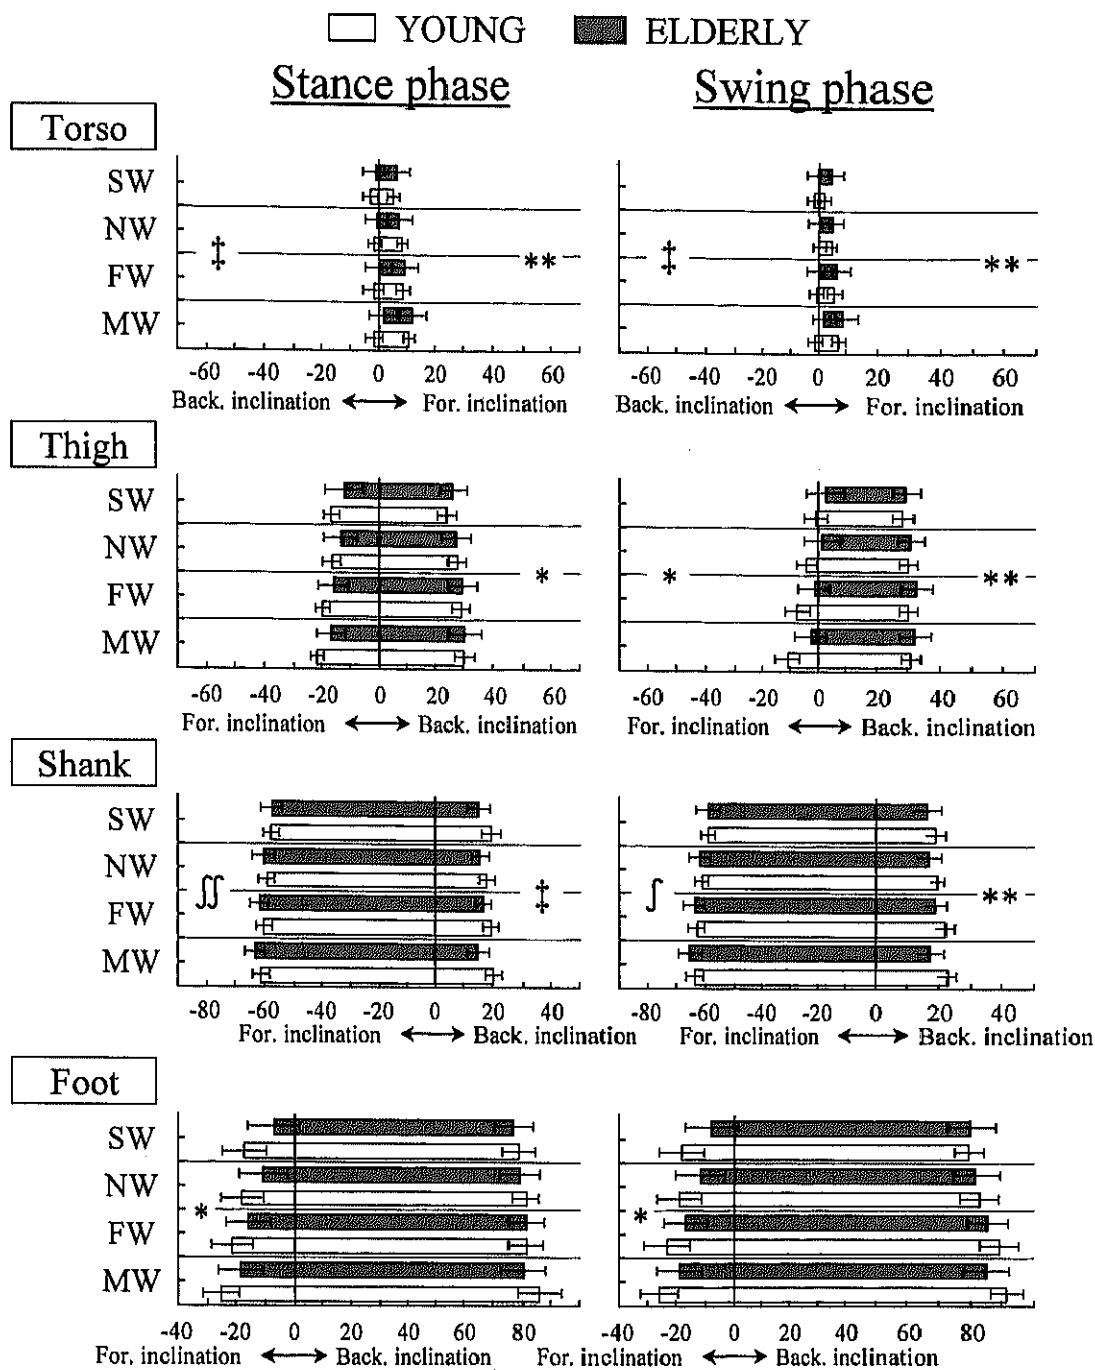 YOUNG ELDERLY
Stance phase Swing phase
Torso
SW
NW
‡ ** ‡ **
FW
MW
-60 -40 -20 0 20 40 60 -60 -40 -20 0 20 40 60
Back. inclination ↔ For. inclination Back. inclination ↔ For. inclination
Thigh
SW
NW
* * **
FW
MW
-60 -40 -20 0 20 40 60 -60 -40 -20 0 20 40 60
For. inclination ↔ Back. inclination For. inclination ↔ Back. inclination
Shank
SW
NW
∫∫ ‡ ∫ **
FW
MW
-80 -60 -40 -20 0 20 40 -80 -60 -40 -20 0 20 40
For. inclination ↔ Back. inclination For. inclination ↔ Back. inclination
Foot
SW
NW
* *
FW
MW
-40 -20 0 20 40 60 80 -40 -20 0 20 40 60 80
For. inclination ↔ Back. inclination For. inclination ↔ Back. inclination